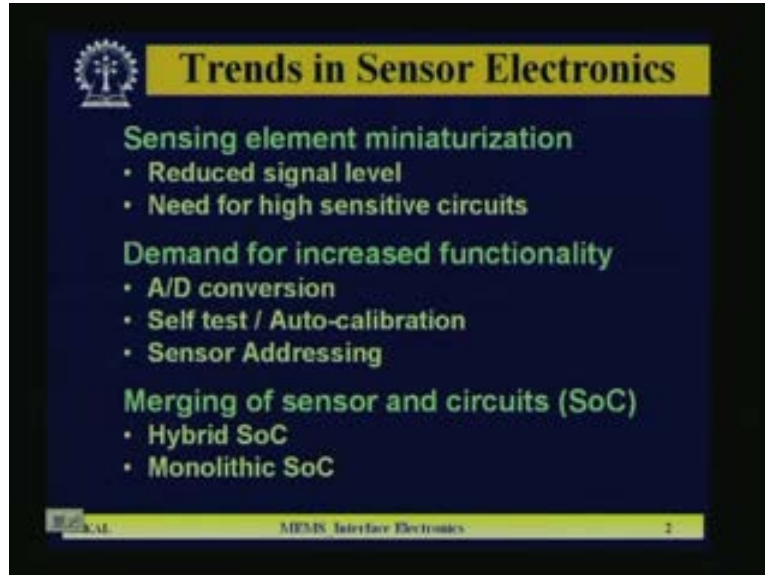 Trends in Sensor Electronics
Sensing element miniaturization
• Reduced signal level
• Need for high sensitive circuits
Demand for increased functionality
• A/D conversion
• Self test / Auto-calibration
• Sensor Addressing
Merging of sensor and circuits (SoC)
• Hybrid SoC
• Monolithic SoC
MEMS_Interface Electronics 2